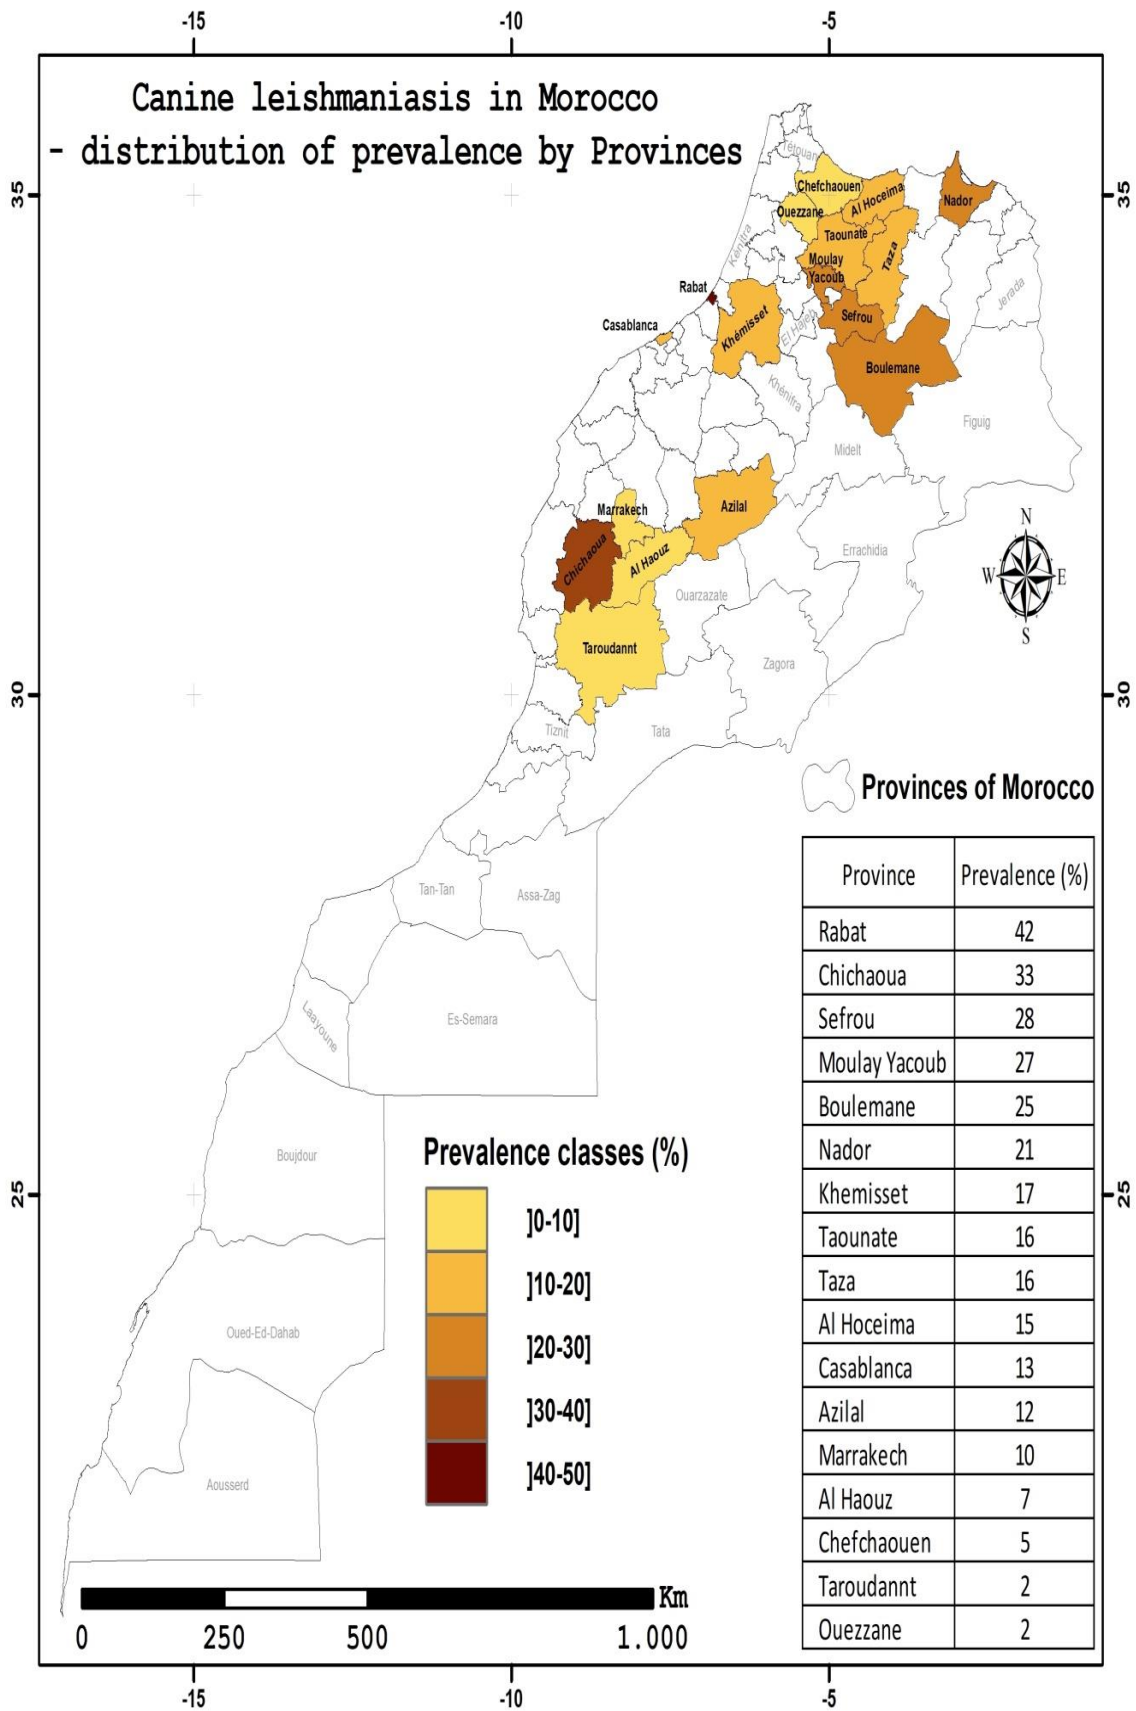 -15 -10 -5
Canine leishmaniasis in Morocco
- distribution of prevalence by Provinces
35 35
Tétouan
Chefchaouen
Al Hoceima
Nador
Ouezzane
Taounate
Kénitra
Moulay
Yacoub
Taza
Rabat
Jerada
Sefrou
Casablanca
Khémisset
El Hajeb
Boulemane
Khénifra
Figuig
Midelt
Azilal
Marrakech
Chichaoua
Al Haouz
Errachidia
N
W E
S
Ouarzazate
Taroudannt
Zagora
30 30
Tiznit
Tata
Provinces of Morocco
Tan-Tan
Assa-Zag
Laayoune
Es-Semara
Boujdour
25 25
Oued-Ed-Dahab
Aousserd
Province Prevalence (%)
Rabat 42
Chichaoua 33
Sefrou 28
Moulay Yacoub 27
Boulemane 25
Nador 21
Khemisset 17
Taounate 16
Taza 16
Al Hoceima 15
Casablanca 13
Azilal 12
Marrakech 10
Al Haouz 7
Chefchaouen 5
Taroudannt 2
Ouezzane 2
Prevalence classes (%)
]0-10]
]10-20]
]20-30]
]30-40]
]40-50]
Km
0 250 500 1.000
-15 -10 -5